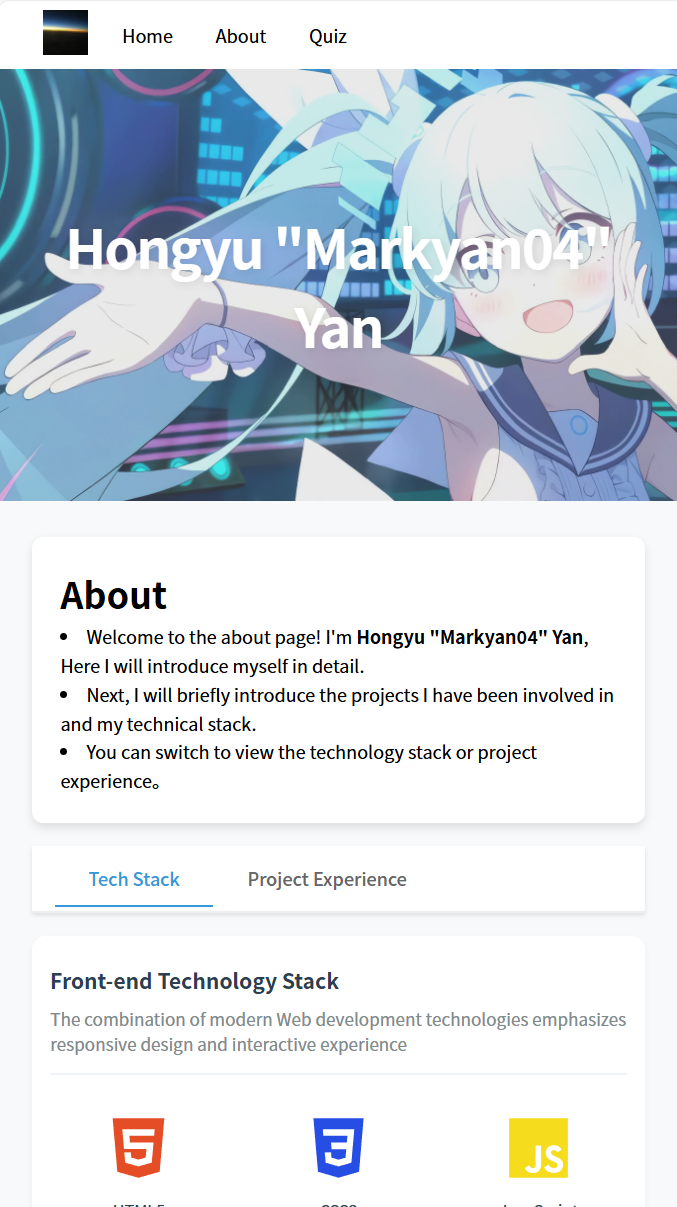 Home About Quiz
Hongyu "Markyan04"
Yan
About
• Welcome to the about page! I'm Hongyu "Markyan04" Yan,
Here I will introduce myself in detail.
• Next, I will briefly introduce the projects I have been involved in
and my technical stack.
• You can switch to view the technology stack or project
experience。
Tech Stack Project Experience
Front-end Technology Stack
The combination of modern Web development technologies emphasizes
responsive design and interactive experience
5 3 JS